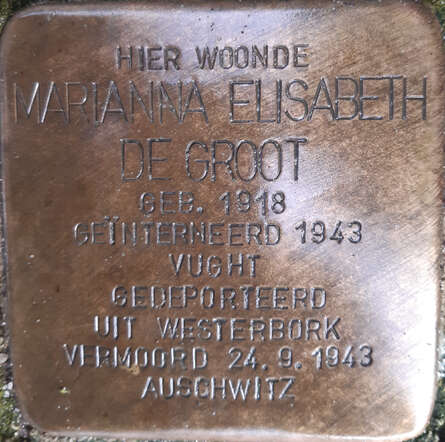 HIER WOONDE
MARIANNA ELISABETH
DE GROOT
GEB. 1918
GEÏNTERNEERD 1943
VUGHT
GEDEPORTEERD
UIT WESTERBORK
VERMOORD 24.9.1943
AUSCHWITZ